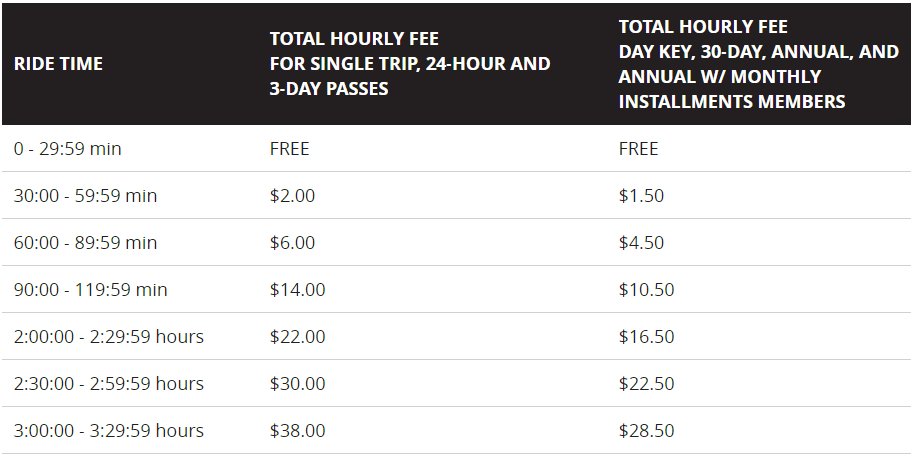 RIDE TIME
TOTAL HOURLY FEE
FOR SINGLE TRIP, 24-HOUR AND
3-DAY PASSES
TOTAL HOURLY FEE
DAY KEY, 30-DAY, ANNUAL, AND
ANNUAL W/ MONTHLY
INSTALLMENTS MEMBERS
0 - 29:59 min FREE FREE
30:00 - 59:59 min $2.00 $1.50
60:00 - 89:59 min $6.00 $4.50
90:00 - 119:59 min $14.00 $10.50
2:00:00 - 2:29:59 hours $22.00 $16.50
2:30:00 - 2:59:59 hours $30.00 $22.50
3:00:00 - 3:29:59 hours $38.00 $28.50